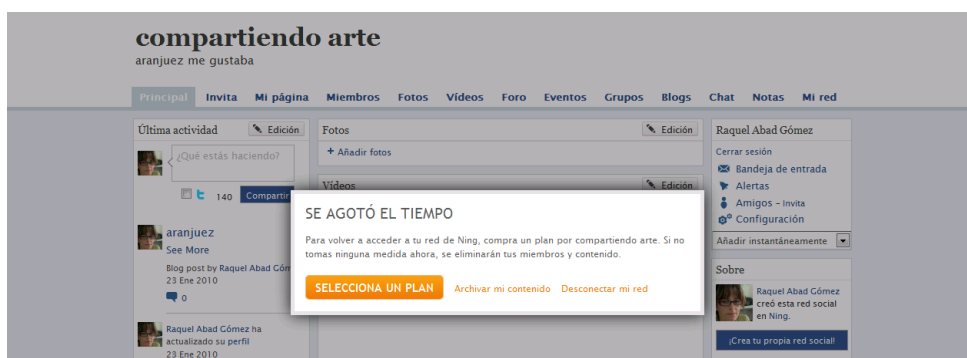 compartiendo arte
aranjuez me gustaba
Principal Invita Mi página Miembros Fotos Vídeos Foro Eventos Grupos Blogs Chat Notas Mi red
Última actividad Edición
¿Qué estás haciendo?
140 Compartir
aranjuez
See More
Blog post by Raquel Abad Góm
23 Ene 2010
0
Raquel Abad Gómez ha
actualizado su perfil
23 Ene 2010
Fotos Edición
+ Añadir fotos
Vídeos Edición
SE AGOTÓ EL TIEMPO
Para volver a acceder a tu red de Ning, compra un plan por compartiendo arte. Si no
tomas ninguna medida ahora, se eliminarán tus miembros y contenido.
SELECCIONA UN PLAN Archivar mi contenido Desconectar mi red
Raquel Abad Gómez
Cerrar sesión
Bandeja de entrada
Alertas
Amigos – Invita
Configuración
Añadir instantáneamente
Sobre
Raquel Abad Gómez
creó esta red social
en Ning.
¡Crea tu propia red social!